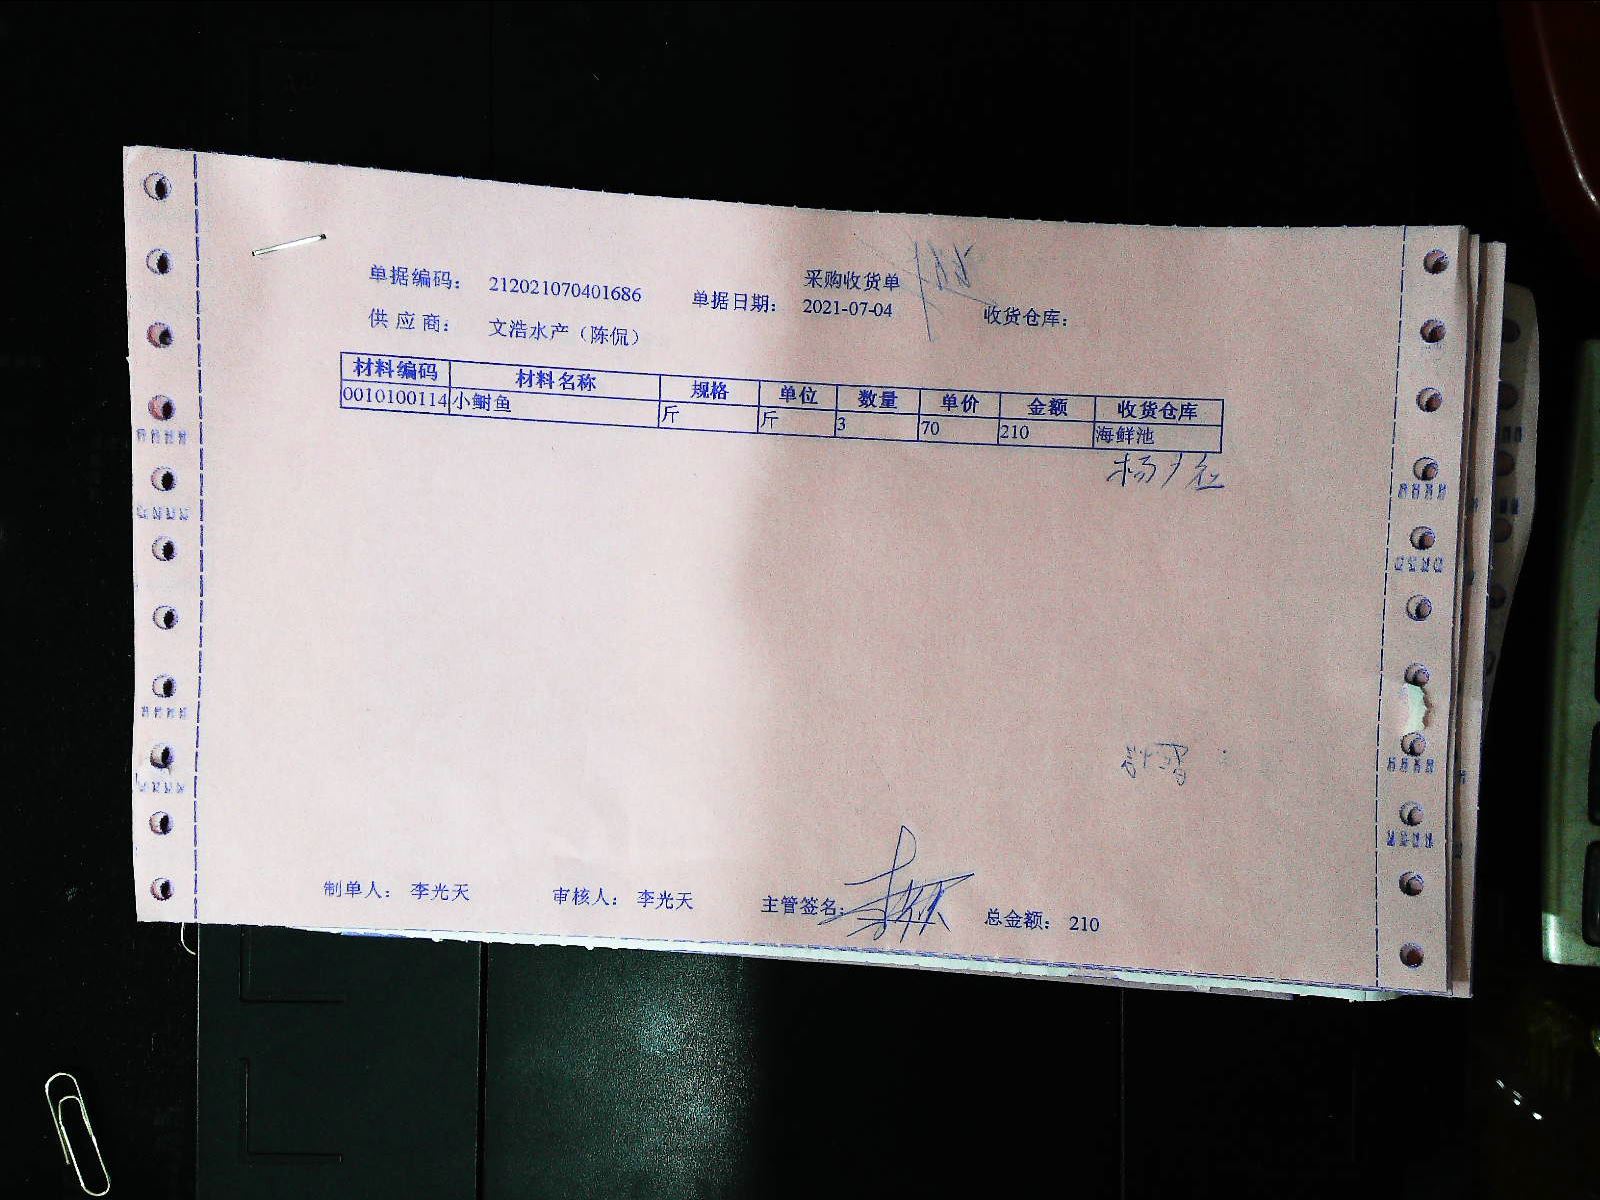 采购收货单
单据编码： 212021070401686 单据日期： 2021-07-04 收货仓库：
供 应 商： 文浩水产（陈侃）
材料编码 材料名称 规格 单位 数量 单价 金额 收货仓库
0010100114 小鲥鱼 斤 斤 3 70 210 海鲜池
制单人： 李光天 审核人： 李光天 主管签名： 总金额： 210